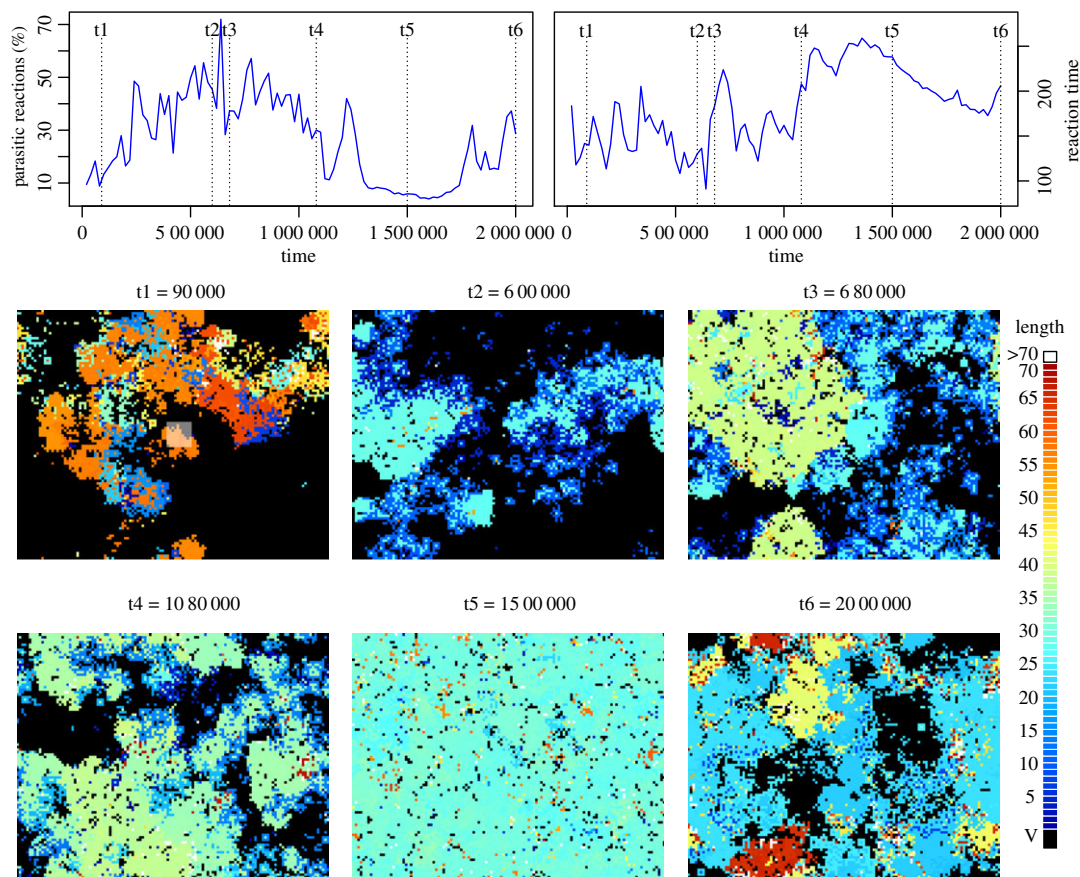 parasitic reactions (%)
70
50
30
10
t1
t2
t3
t4
t5
t6
0
5 00 000
1 000 000
1 500 000
2 000 000
time
t1
t2
t3
t4
t5
t6
200
100
reaction time
0
5 00 000
1 000 000
1 500 000
2 000 000
time
t1 = 90 000
t2 = 6 00 000
t3 = 6 80 000
length
>70
70
65
60
55
50
45
40
35
30
25
20
15
10
5
V
t4 = 10 80 000
t5 = 15 00 000
t6 = 20 00 000